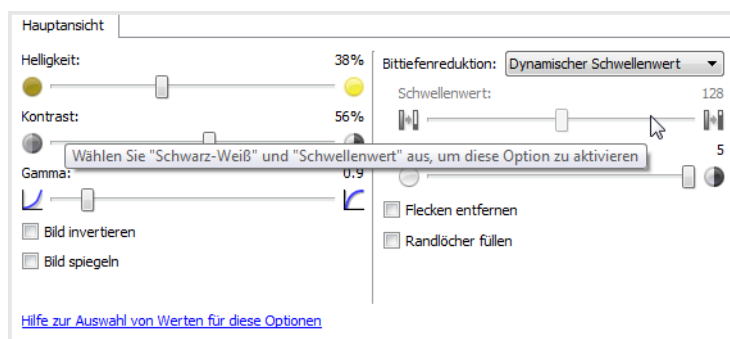 Hauptansicht
Helligkeit: 38%
Kontrast: 56%
Wählen Sie "Schwarz-Weiß" und "Schwellenwert" aus, um diese Option zu aktivieren
Gamma: 0.9
Bild invertieren
Bild spiegeln
Hilfe zur Auswahl von Werten für diese Optionen
Bittiefenreduktion: Dynamischer Schwellenwert
Schwellenwert: 128
5
Flecken entfernen
Randlöcher füllen